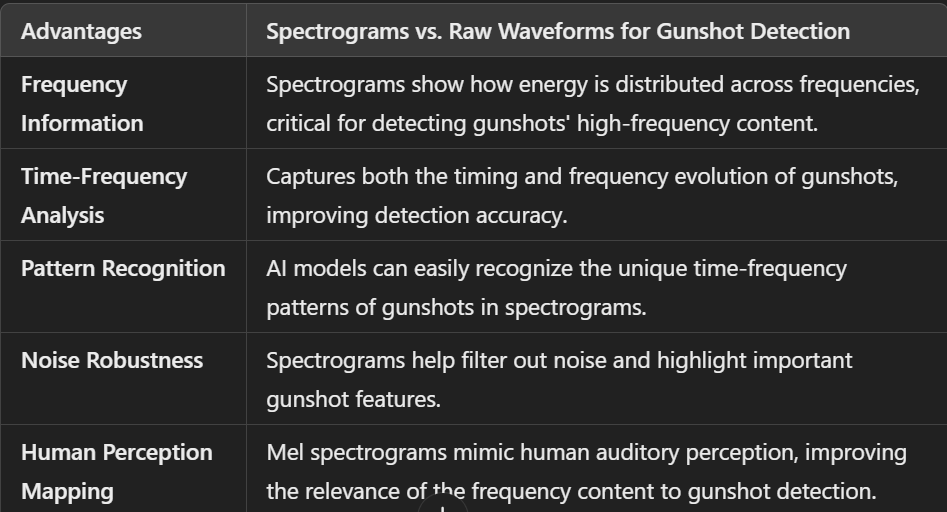 Advantages
Spectrograms vs. Raw Waveforms for Gunshot Detection
Frequency
Information
Spectrograms show how energy is distributed across frequencies,
critical for detecting gunshots' high-frequency content.
Time-Frequency
Analysis
Captures both the timing and frequency evolution of gunshots,
improving detection accuracy.
Pattern Recognition
AI models can easily recognize the unique time-frequency
patterns of gunshots in spectrograms.
Noise Robustness
Spectrograms help filter out noise and highlight important
gunshot features.
Human Perception
Mapping
Mel spectrograms mimic human auditory perception, improving
the relevance of the frequency content to gunshot detection.